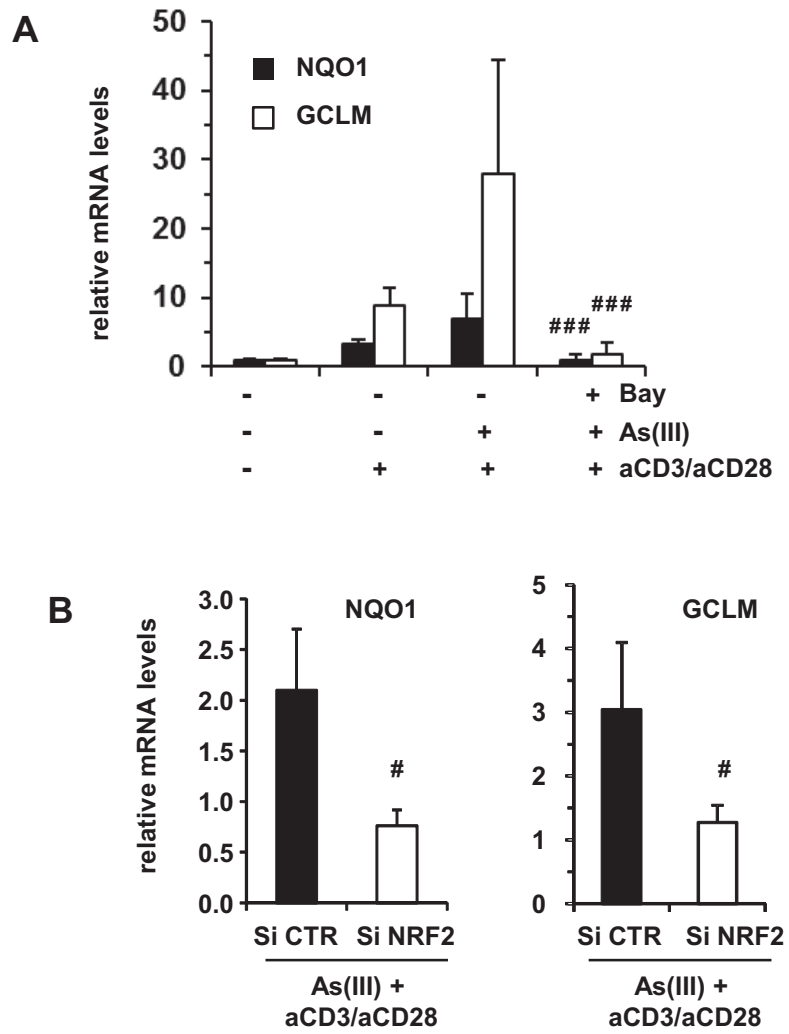 A
50
40
30
20
10
0
relative mRNA levels
NQO1
GCLM
###
###
- - - + Bay
- - + + As(III)
- + + + aCD3/aCD28
B
relative mRNA levels
3.0
2.5
2.0
1.5
1.0
0.5
0.0
NQO1
#
Si CTR Si NRF2
As(III) +
aCD3/aCD28
5
4
3
2
1
0
GCLM
#
Si CTR Si NRF2
As(III) +
aCD3/aCD28